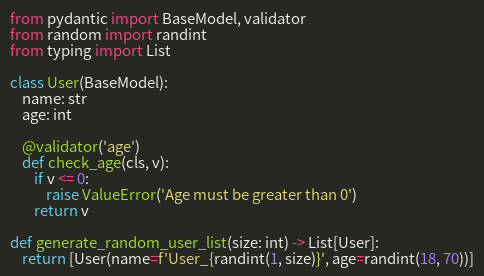 from pydantic import BaseModel, validator
from random import randint
from typing import List

class User(BaseModel):
    name: str
    age: int

    @validator('age')
    def check_age(cls, v):
        if v <= 0:
            raise ValueError('Age must be greater than 0')
        return v

def generate_random_user_list(size: int) -> List[User]:
    return [User(name=f'User_{randint(1, size)}', age=randint(18, 70))]